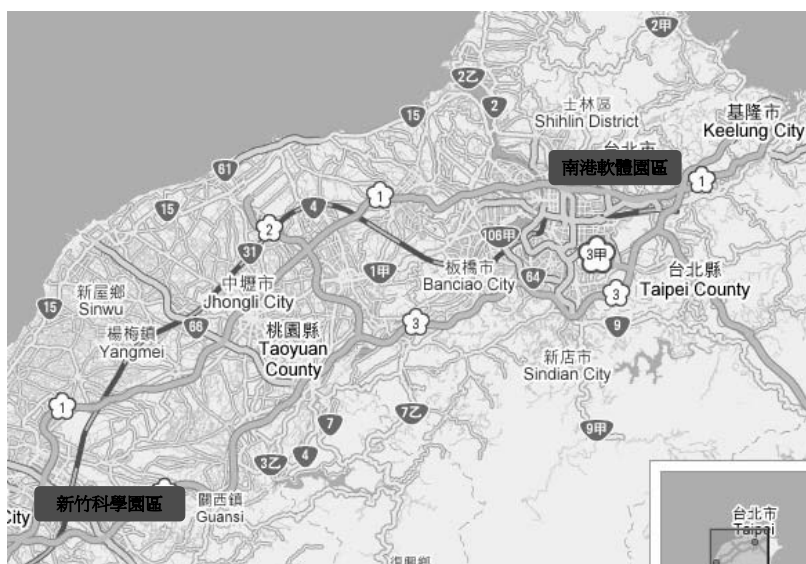 2甲
2乙
2
15
士林區
Shihlin District
基隆市
Keelung City
台北市
南港軟體園區
61
1
1
15
4
2
31
106甲
3甲
1甲
板橋市
Banciao City
64
台北縣
Taipei County
中壢市
Jhongli City
新屋鄉
Sinwu
15
66
楊梅鎮
Yangmei
桃園縣
Taoyuan
County
3
3
9
新店市
Sindian City
1
7乙
7
9甲
3乙
4
關西鎮
Guansi
新竹科學園區
City
復興鄉
台北市
Taipei